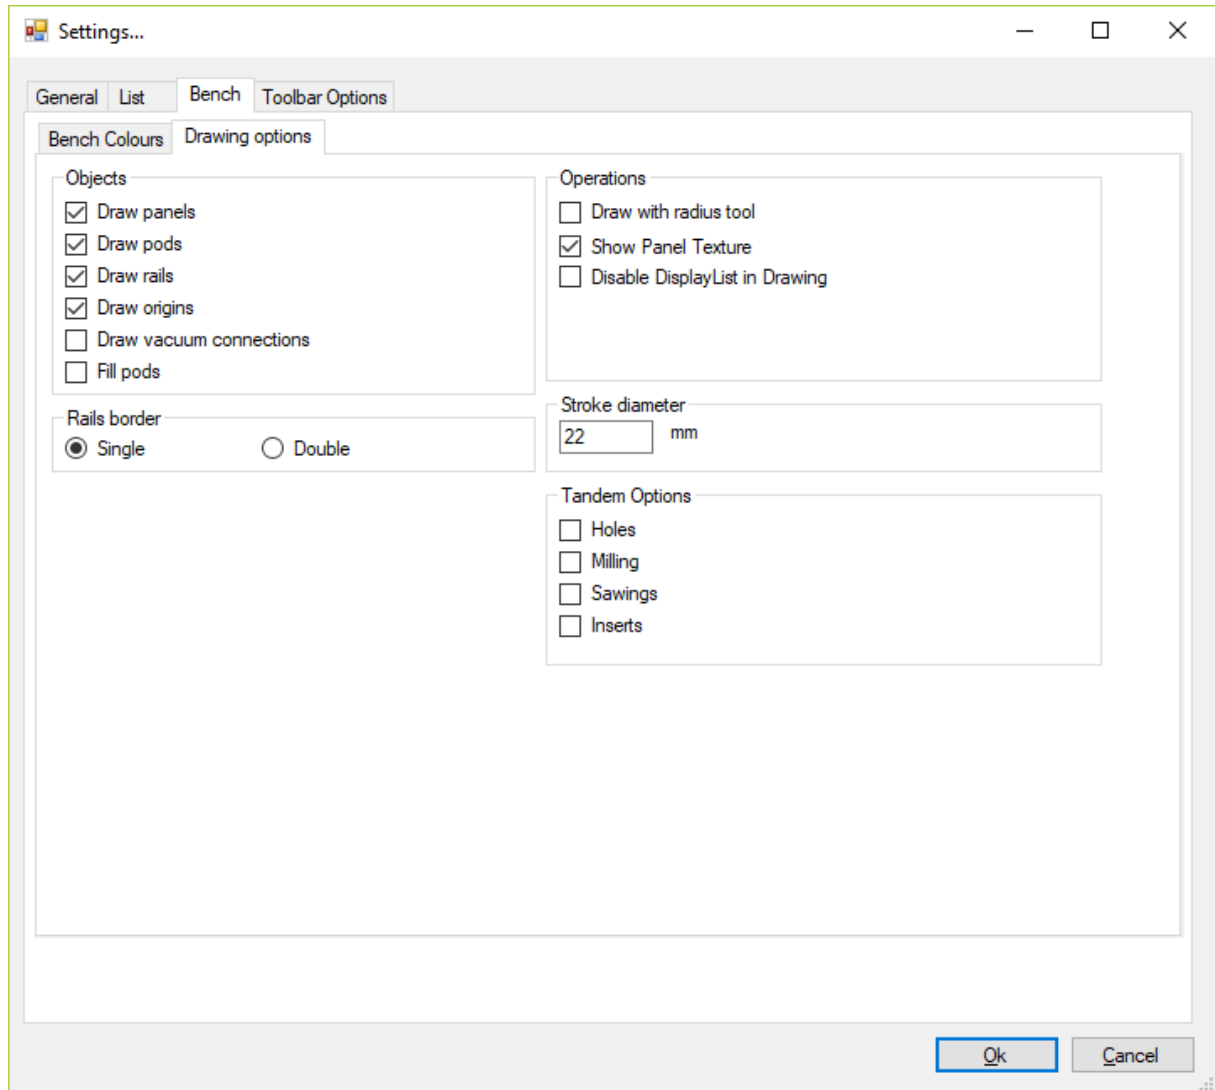 Settings...
General List Bench Toolbar Options
Bench Colours Drawing options
Objects
Draw panels
Draw pods
Draw rails
Draw origins
Draw vacuum connections
Fill pods
Rails border
Single Double
Operations
Draw with radius tool
Show Panel Texture
Disable DisplayList in Drawing
Stroke diameter
22 mm
Tandem Options
Holes
Milling
Sawings
Inserts
Ok Cancel